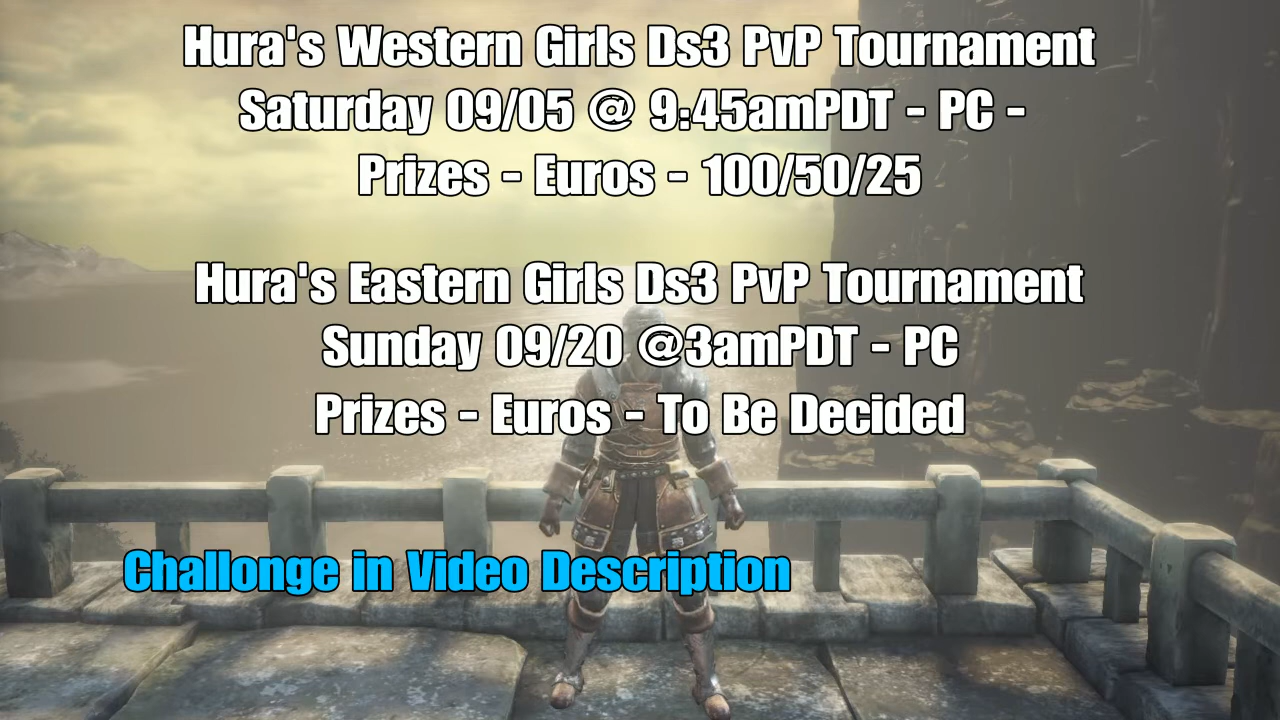 Hura's Western Girls Ds3 PvP Tournament
Saturday 09/05 @ 9:45amPDT - PC -
Prizes - Euros - 100/50/25
Hura's Eastern Girls Ds3 PvP Tournament
Sunday 09/20 @3amPDT - PC
Prizes - Euros - To Be Decided
Challonge in Video Description